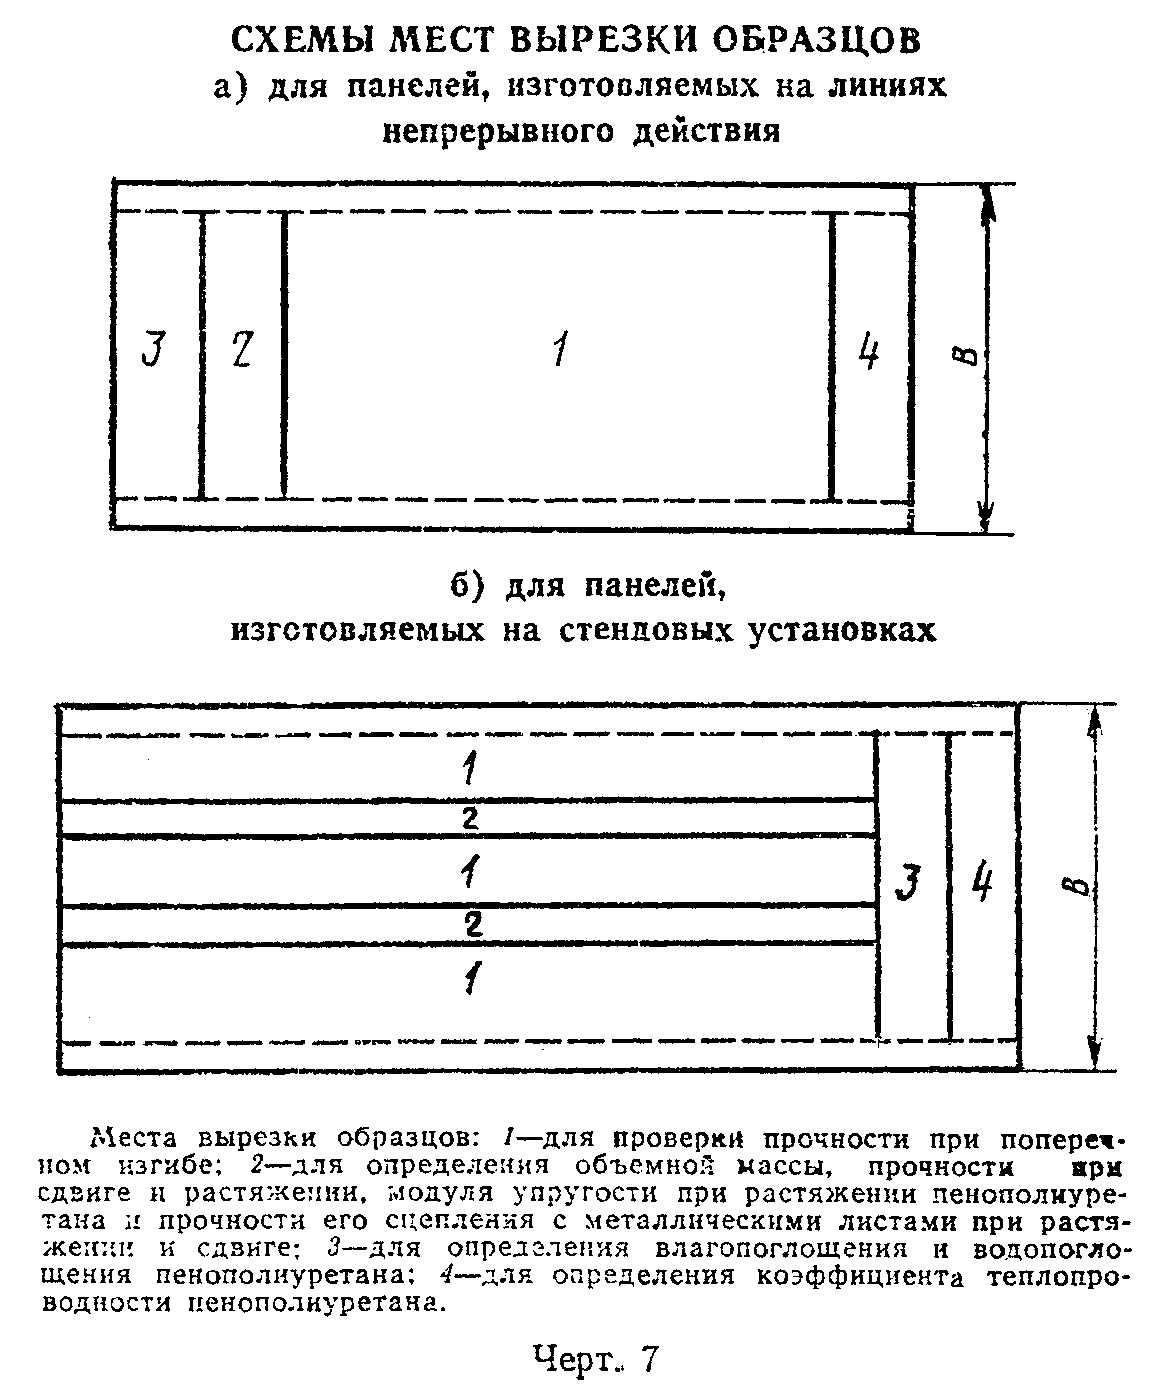 СХЕМЫ МЕСТ ВЫРЕЗКИ ОБРАЗЦОВ
а) для панелей, изготовляемых на линиях
непрерывного действия
3 2 1 4 В
б) для панелей,
изготовляемых на стендовых установках
1
2
1
3 4 В
2
1
Места вырезки образцов: 1—для проверки прочности при попереч-
ном изгибе; 2—для определения объемной массы, прочности при
сдвиге и растяжении, модуля упругости при растяжении пенополиуре-
тана и прочности его сцепления с металлическими листами при растя-
жении и сдвиге; 3—для определения влагопоглощения и водопогло-
щения пенополиуретана; 4—для определения коэффициента теплопро-
водности пенополиуретана.
Черт. 7